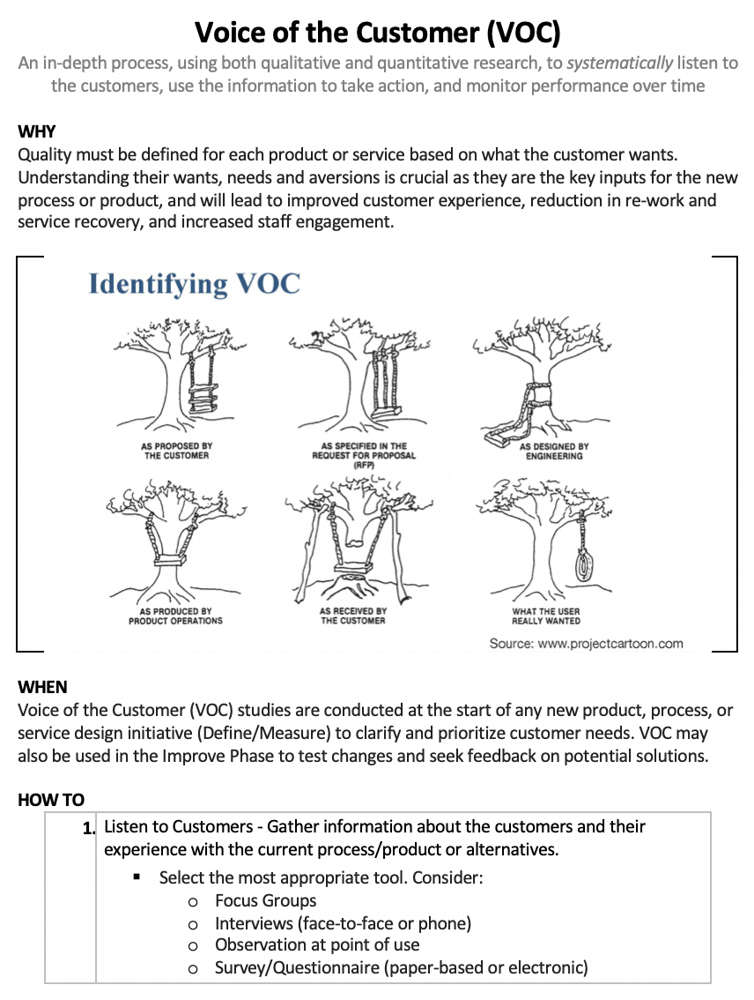 Voice of the Customer (VOC)
An in-depth process, using both qualitative and quantitative research, to systematically listen to
the customers, use the information to take action, and monitor performance over time
WHY
Quality must be defined for each product or service based on what the customer wants.
Understanding their wants, needs and aversions is crucial as they are the key inputs for the new
process or product, and will lead to improved customer experience, reduction in re-work and
service recovery, and increased staff engagement.
Identifying VOC
AS PROPOSED BY
THE CUSTOMER
AS SPECIFIED IN THE
REQUEST FOR PROPOSAL
(RFP)
AS DESIGNED BY
ENGINEERING
AS PRODUCED BY
PRODUCT OPERATIONS
AS RECEIVED BY
THE CUSTOMER
WHAT THE USER
REALLY WANTED
Source: www.projectcartoon.com
WHEN
Voice of the Customer (VOC) studies are conducted at the start of any new product, process, or
service design initiative (Define/Measure) to clarify and prioritize customer needs. VOC may
also be used in the Improve Phase to test changes and seek feedback on potential solutions.
HOW TO
1. Listen to Customers - Gather information about the customers and their
experience with the current process/product or alternatives.
▪ Select the most appropriate tool. Consider:
o Focus Groups
o Interviews (face-to-face or phone)
o Observation at point of use
o Survey/Questionnaire (paper-based or electronic)